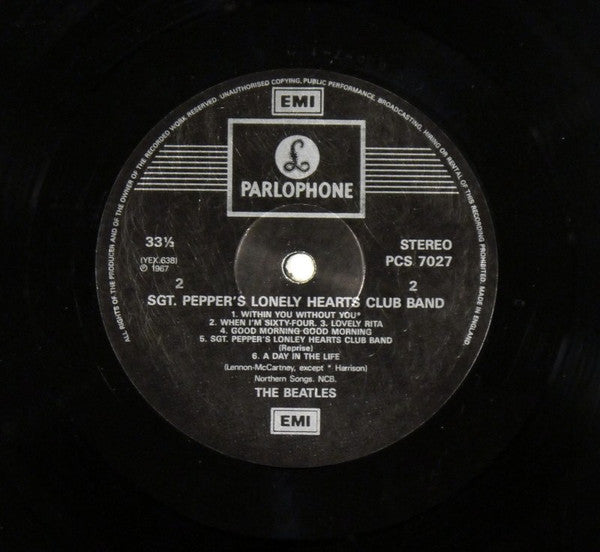 ALL RIGHTS OF THE PRODUCER AND OF THE OWNER OF THE RECORDED WORK RESERVED. UNAUTHORISED COPYING, PUBLIC PERFORMANCE, BROADCASTING, HIRING OR RENTAL OF THIS RECORDING PROHIBITED. MADE IN ENGLAND.
EMI
£
PARLOPHONE
33⅓ STEREO
(YEX.638) PCS 7027
℗ 1967
2 2
SGT. PEPPER'S LONELY HEARTS CLUB BAND
1. WITHIN YOU WITHOUT YOU*
2. WHEN I'M SIXTY-FOUR. 3. LOVELY RITA
4. GOOD MORNING GOOD MORNING
5. SGT. PEPPER'S LONLEY HEARTS CLUB BAND
(Reprise)
6. A DAY IN THE LIFE
(Lennon-McCartney, except * Harrison)
Northern Songs. NCB.
THE BEATLES
EMI